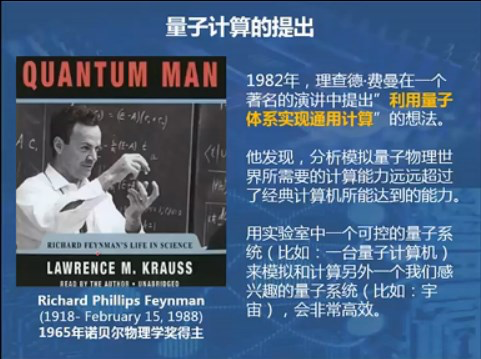 量子计算的提出
QUANTUM MAN
RICHARD FEYNMAN'S LIFE IN SCIENCE
LAWRENCE M. KRAUSS
READ BY THE AUTHOR • UNABRIDGED
Richard Phillips Feynman
(1918- February 15, 1988)
1965年诺贝尔物理学奖得主
1982年，理查德·费曼在一个
著名的演讲中提出”利用量子
体系实现通用计算”的想法。
他发现，分析模拟量子物理世
界所需要的计算能力远远超过
了经典计算机所能达到的能力。
用实验室中一个可控的量子系
统（比如：一台量子计算机）
来模拟和计算另外一个我们感
兴趣的量子系统（比如：宇
宙），会非常高效。